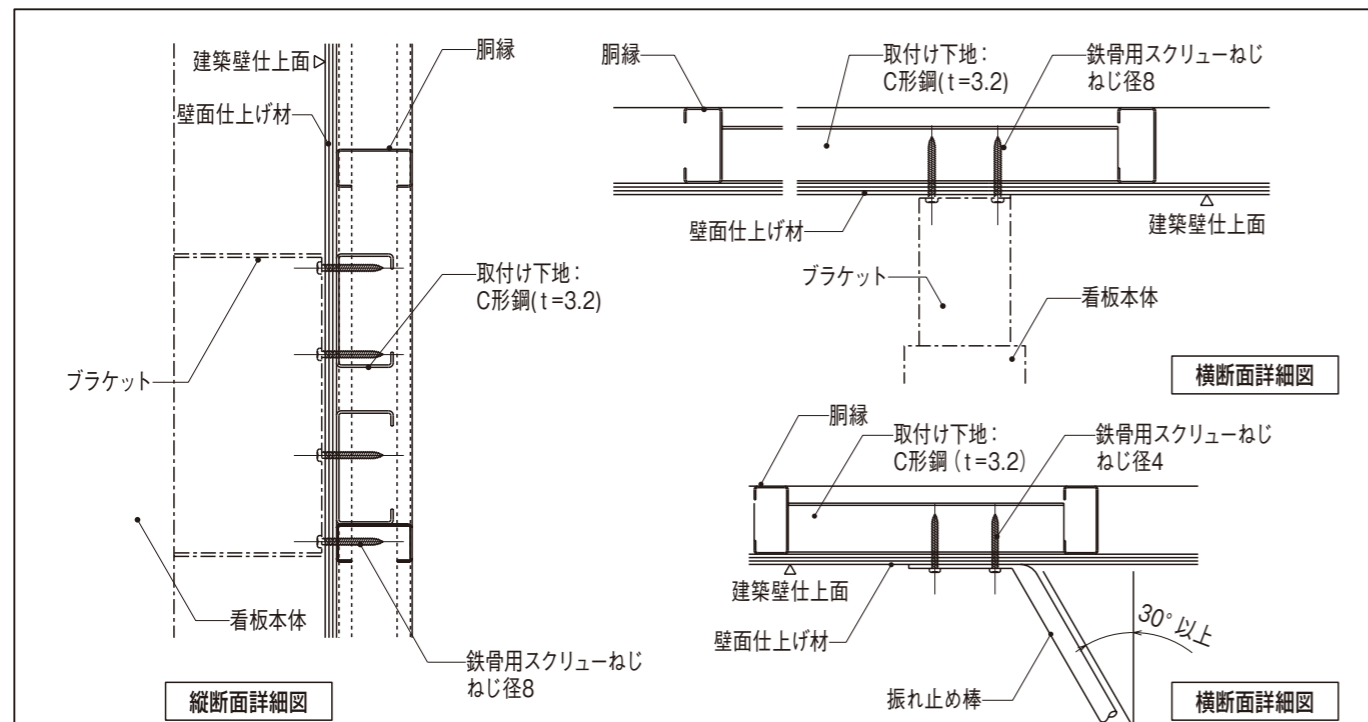 建築壁仕上面
胴縁
壁面仕上げ材
取付け下地：
C形鋼(t=3.2)
ブラケット
看板本体
鉄骨用スクリューねじ
ねじ径8
縦断面詳細図
胴縁
取付け下地：
C形鋼(t=3.2)
鉄骨用スクリューねじ
ねじ径8
壁面仕上げ材
建築壁仕上面
ブラケット
看板本体
横断面詳細図
胴縁
取付け下地：
C形鋼(t=3.2)
鉄骨用スクリューねじ
ねじ径4
建築壁仕上面
壁面仕上げ材
30°以上
振れ止め棒
横断面詳細図